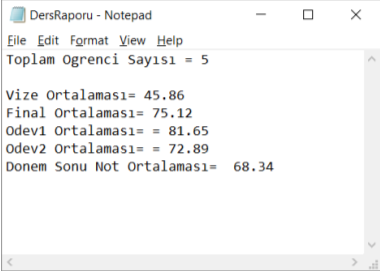 DersRaporu - Notepad
File Edit Format View Help
Toplam Ogrenci Sayısı = 5
Vize Ortalaması= 45.86
Final Ortalaması= 75.12
Odev1 Ortalaması= = 81.65
Odev2 Ortalaması= = 72.89
Donem Sonu Not Ortalaması=  68.34